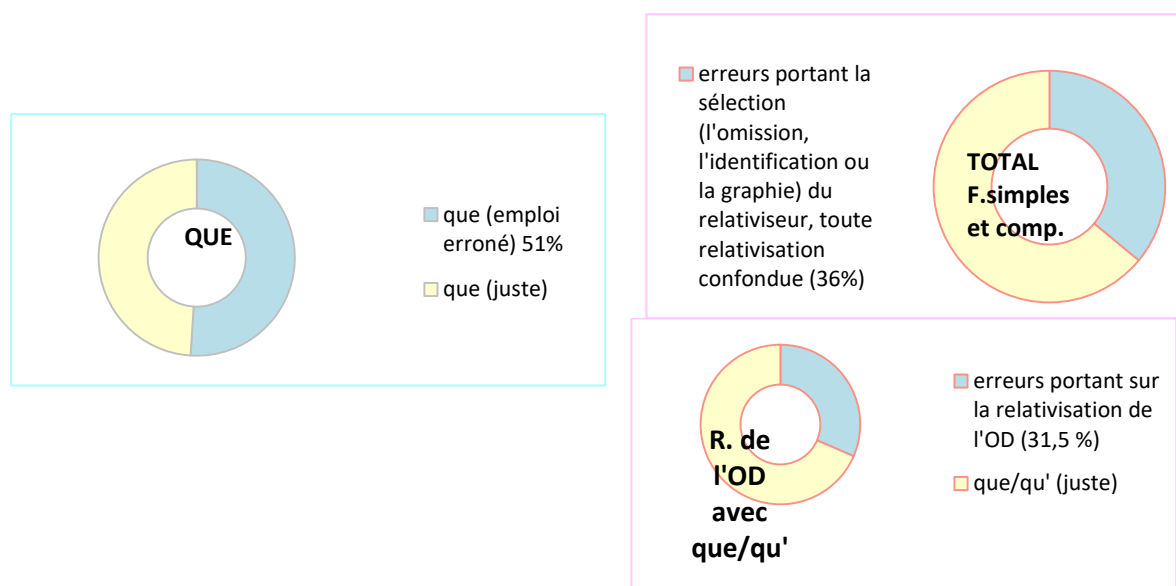 QUE
que (emploi
erroné) 51%
que (juste)
erreurs portant la
sélection
(l'omission,
l'identification ou
la graphie) du
relativiseur, toute
relativisation
confondue (36%)
TOTAL
F.simples
et comp.
R. de
l'OD
avec
que/qu'
erreurs portant sur
la relativisation de
l'OD (31,5 %)
que/qu' (juste)